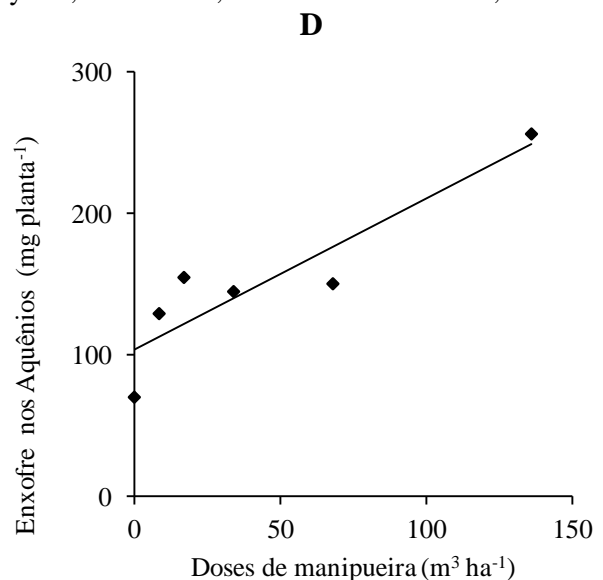 D
300
200
100
0
0 50 100 150
Enxofre nos Aquênios (mg planta⁻¹)
Doses de manipueira (m³ ha⁻¹)